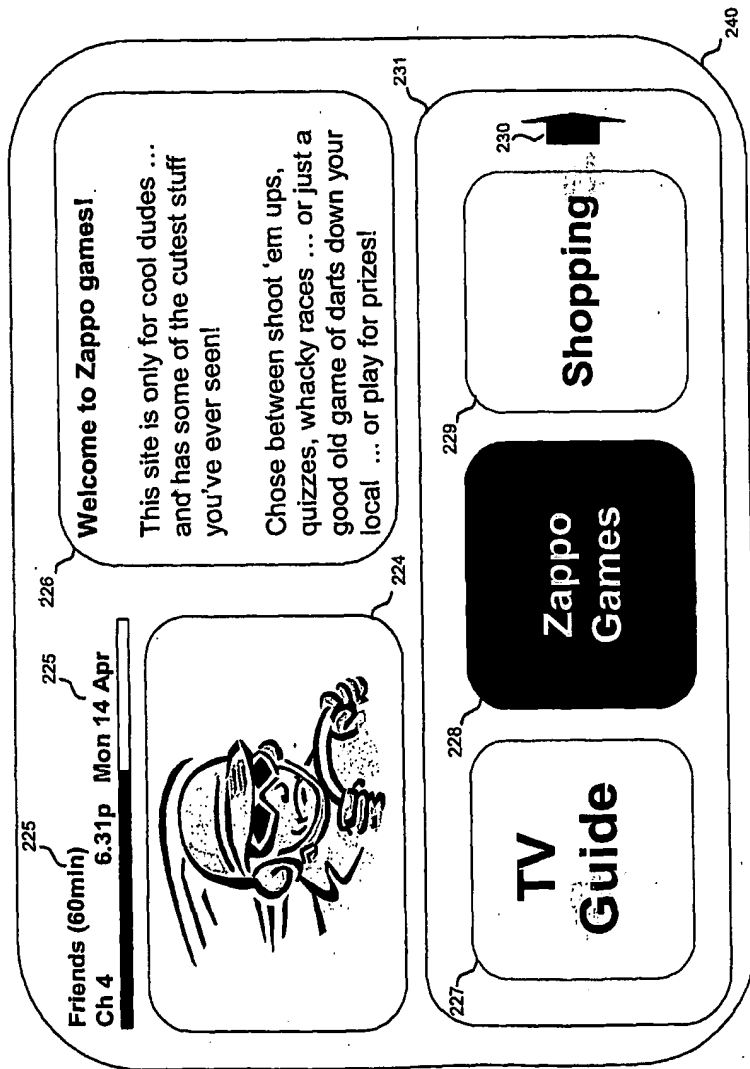 225
225
Friends (60min)
Ch 4 6.31p Mon 14 Apr
224
226
Welcome to Zappo games!
This site is only for cool dudes ...
and has some of the cutest stuff
you've ever seen!
Chose between shoot 'em ups,
quizzes, whacky races ... or just a
good old game of darts down your
local ... or play for prizes!
227
TV
Guide
228
Zappo
Games
229
Shopping
230
231
240